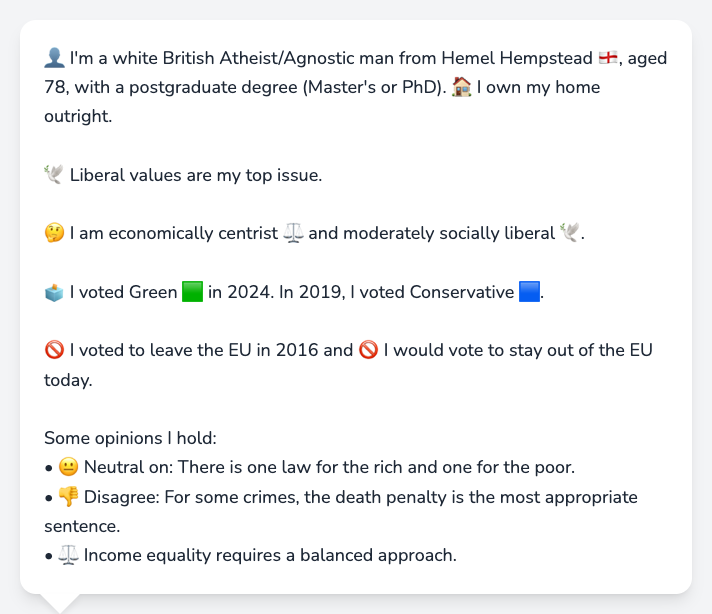 👤 I'm a white British Atheist/Agnostic man from Hemel Hempstead 🏴󠁧󠁢󠁥󠁮󠁧󠁿, aged
78, with a postgraduate degree (Master's or PhD). 🏠 I own my home
outright.
🕊️ Liberal values are my top issue.
🤔 I am economically centrist ⚖️ and moderately socially liberal 🕊️.
🗳️ I voted Green 🟩 in 2024. In 2019, I voted Conservative 🟦.
🚫 I voted to leave the EU in 2016 and 🚫 I would vote to stay out of the EU
today.
Some opinions I hold:
• 😐 Neutral on: There is one law for the rich and one for the poor.
• 👎 Disagree: For some crimes, the death penalty is the most appropriate
sentence.
• ⚖️ Income equality requires a balanced approach.